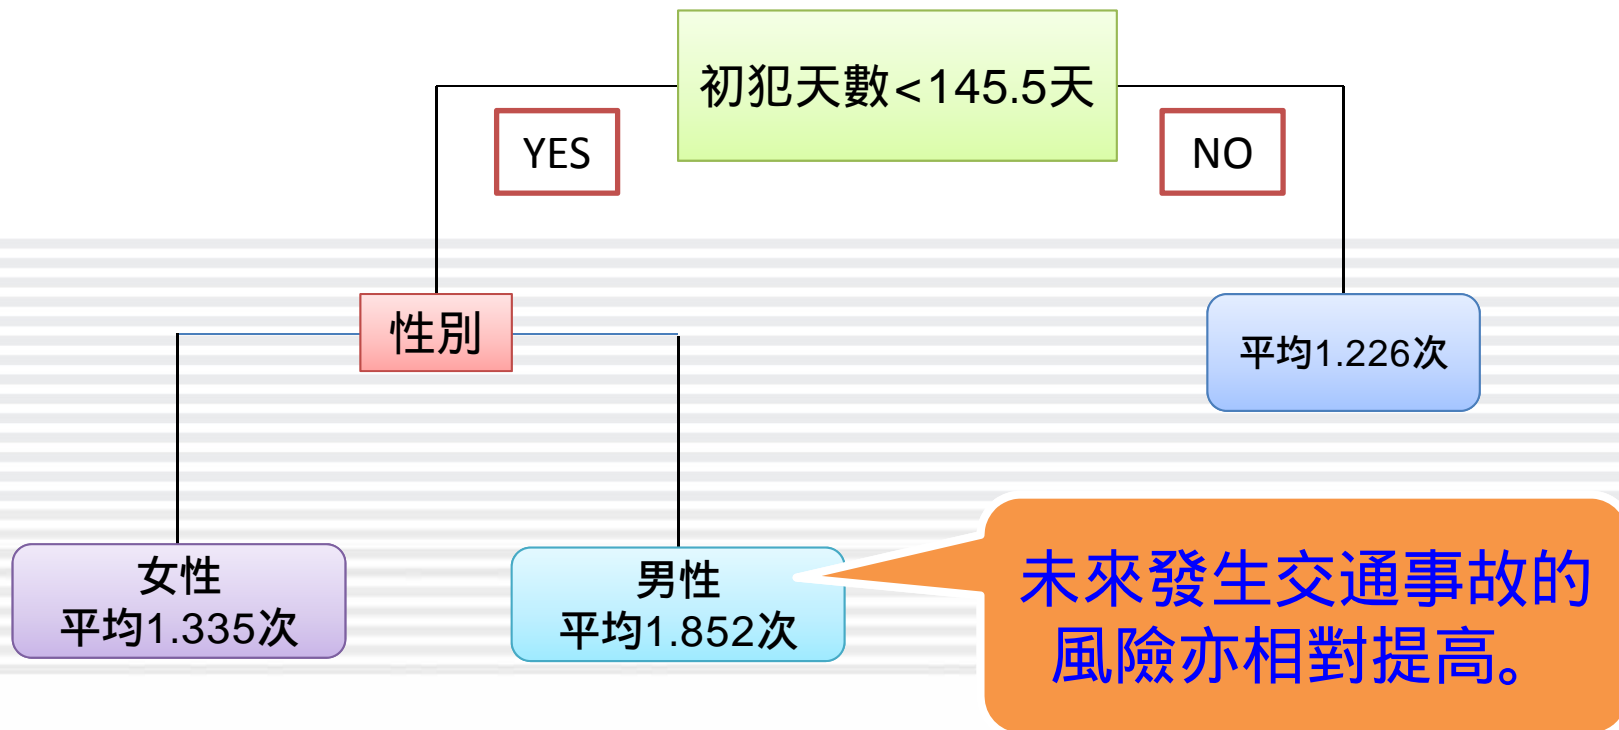 初犯天數<145.5天
YES
NO
性別
平均1.226次
女性
平均1.335次
男性
平均1.852次
未來發生交通事故的
風險亦相對提高。